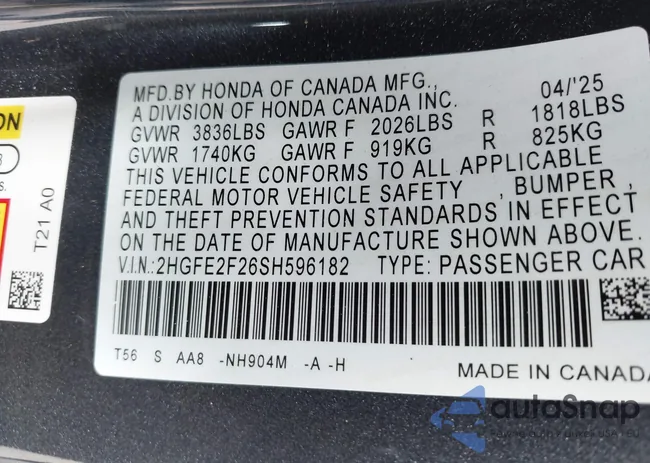 MFD.BY HONDA OF CANADA MFG., 04/'25
A DIVISION OF HONDA CANADA INC.
GVWR 3836LBS GAWR F 2026LBS R 1818LBS
GVWR 1740KG GAWR F 919KG R 825KG
THIS VEHICLE CONFORMS TO ALL APPLICABLE
FEDERAL MOTOR VEHICLE SAFETY , BUMPER ,
AND THEFT PREVENTION STANDARDS IN EFFECT
ON THE DATE OF MANUFACTURE SHOWN ABOVE.
V.I.N:2HGFE2F26SH596182 TYPE: PASSENGER CAR
T56 S AA8 -NH904M -A -H MADE IN CANADA
ON
3
s.
T21 A0
autoSnap